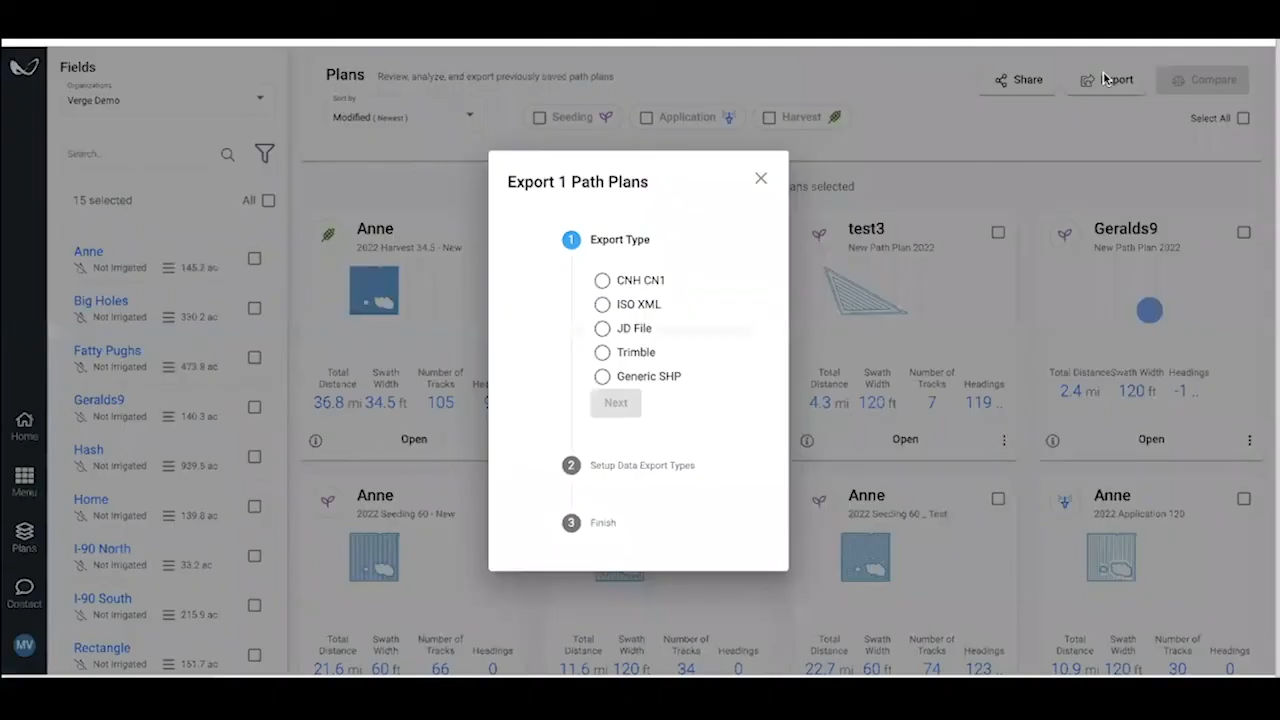 Fields
Organizations
Verge Demo
Search...
15 selected
All
Anne
Not Irrigated 145.2 ac
Big Holes
Not Irrigated 330.2 ac
Fatty Pughs
Not Irrigated 473.8 ac
Geralds9
Not Irrigated 140.3 ac
Hash
Not Irrigated 939.5 ac
Home
Not Irrigated 139.8 ac
I-90 North
Not Irrigated 33.2 ac
I-90 South
Not Irrigated 215.9 ac
Rectangle
Not Irrigated 151.7 ac
Home
Menu
Plans
Contact
MV
Plans
Review, analyze, and export previously saved path plans
Share
Compare
Sort by
Modified ( Newest )
Seeding
Application
Harvest
Select All
selected
Export 1 Path Plans
1 Export Type
CNH CN1
ISO XML
JD File
Trimble
Generic SHP
Next
2 Setup Data Export Types
3 Finish
Anne
2022 Harvest 34.5 - New
Total Distance Swath Width Number of Tracks
36.8 mi 34.5 ft 105
Open
test3
New Path Plan 2022
Total Distance Swath Width Number of Tracks Headings
4.3 mi 120 ft 7 119 ..
Open
Geralds9
New Path Plan 2022
Total Distance Swath Width Headings
2.4 mi 120 ft -1 ..
Open
Anne
2022 Seeding 60 - New
Total Distance Swath Width Number of Tracks Headings
21.6 mi 60 ft 66 0
Total Distance Swath Width Number of Tracks Headings
11.6 mi 120 ft 34 0
Anne
2022 Seeding 60 _ Test
Total Distance Swath Width Number of Tracks Headings
22.7 mi 60 ft 74 123 ..
Anne
2022 Application 120
Total Distance Swath Width Number of Tracks Headings
10.9 mi 120 ft 30 0